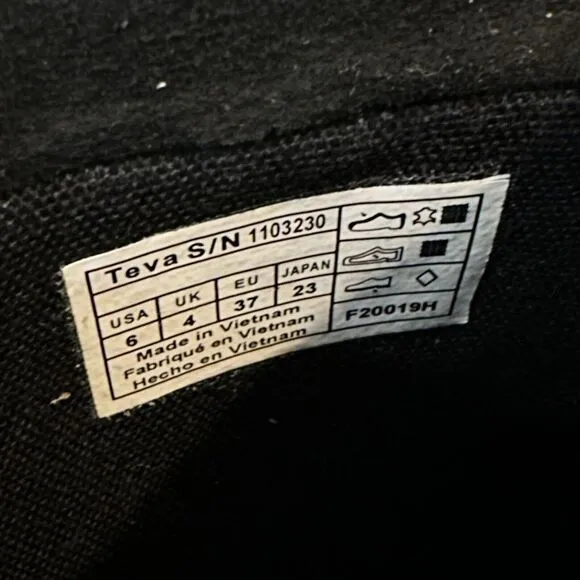 Teva S/N 1103230
USA UK EU JAPAN
6 4 37 23
Made in Vietnam
Fabriqué en Vietnam
Hecho en Vietnam
F20019H